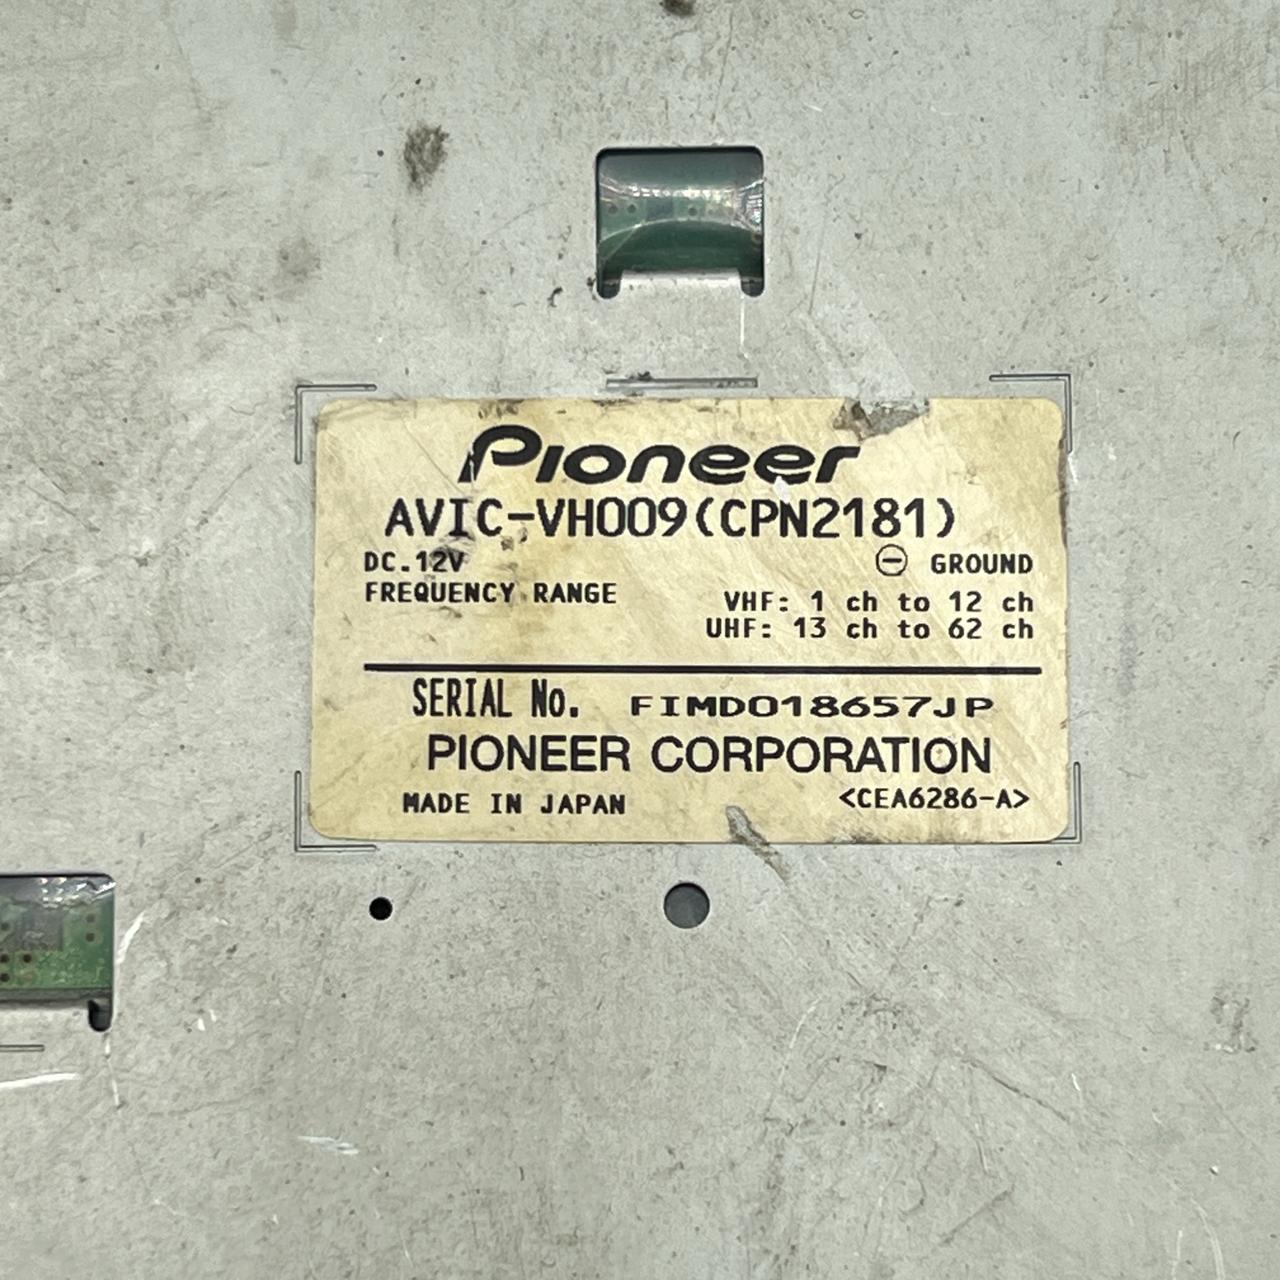 Pioneer
AVIC-VH009(CPN2181)
DC.12V ⊖ GROUND
FREQUENCY RANGE VHF: 1 ch to 12 ch
UHF: 13 ch to 62 ch
SERIAL No. FIMD018657JP
PIONEER CORPORATION
MADE IN JAPAN <CEA6286-A>